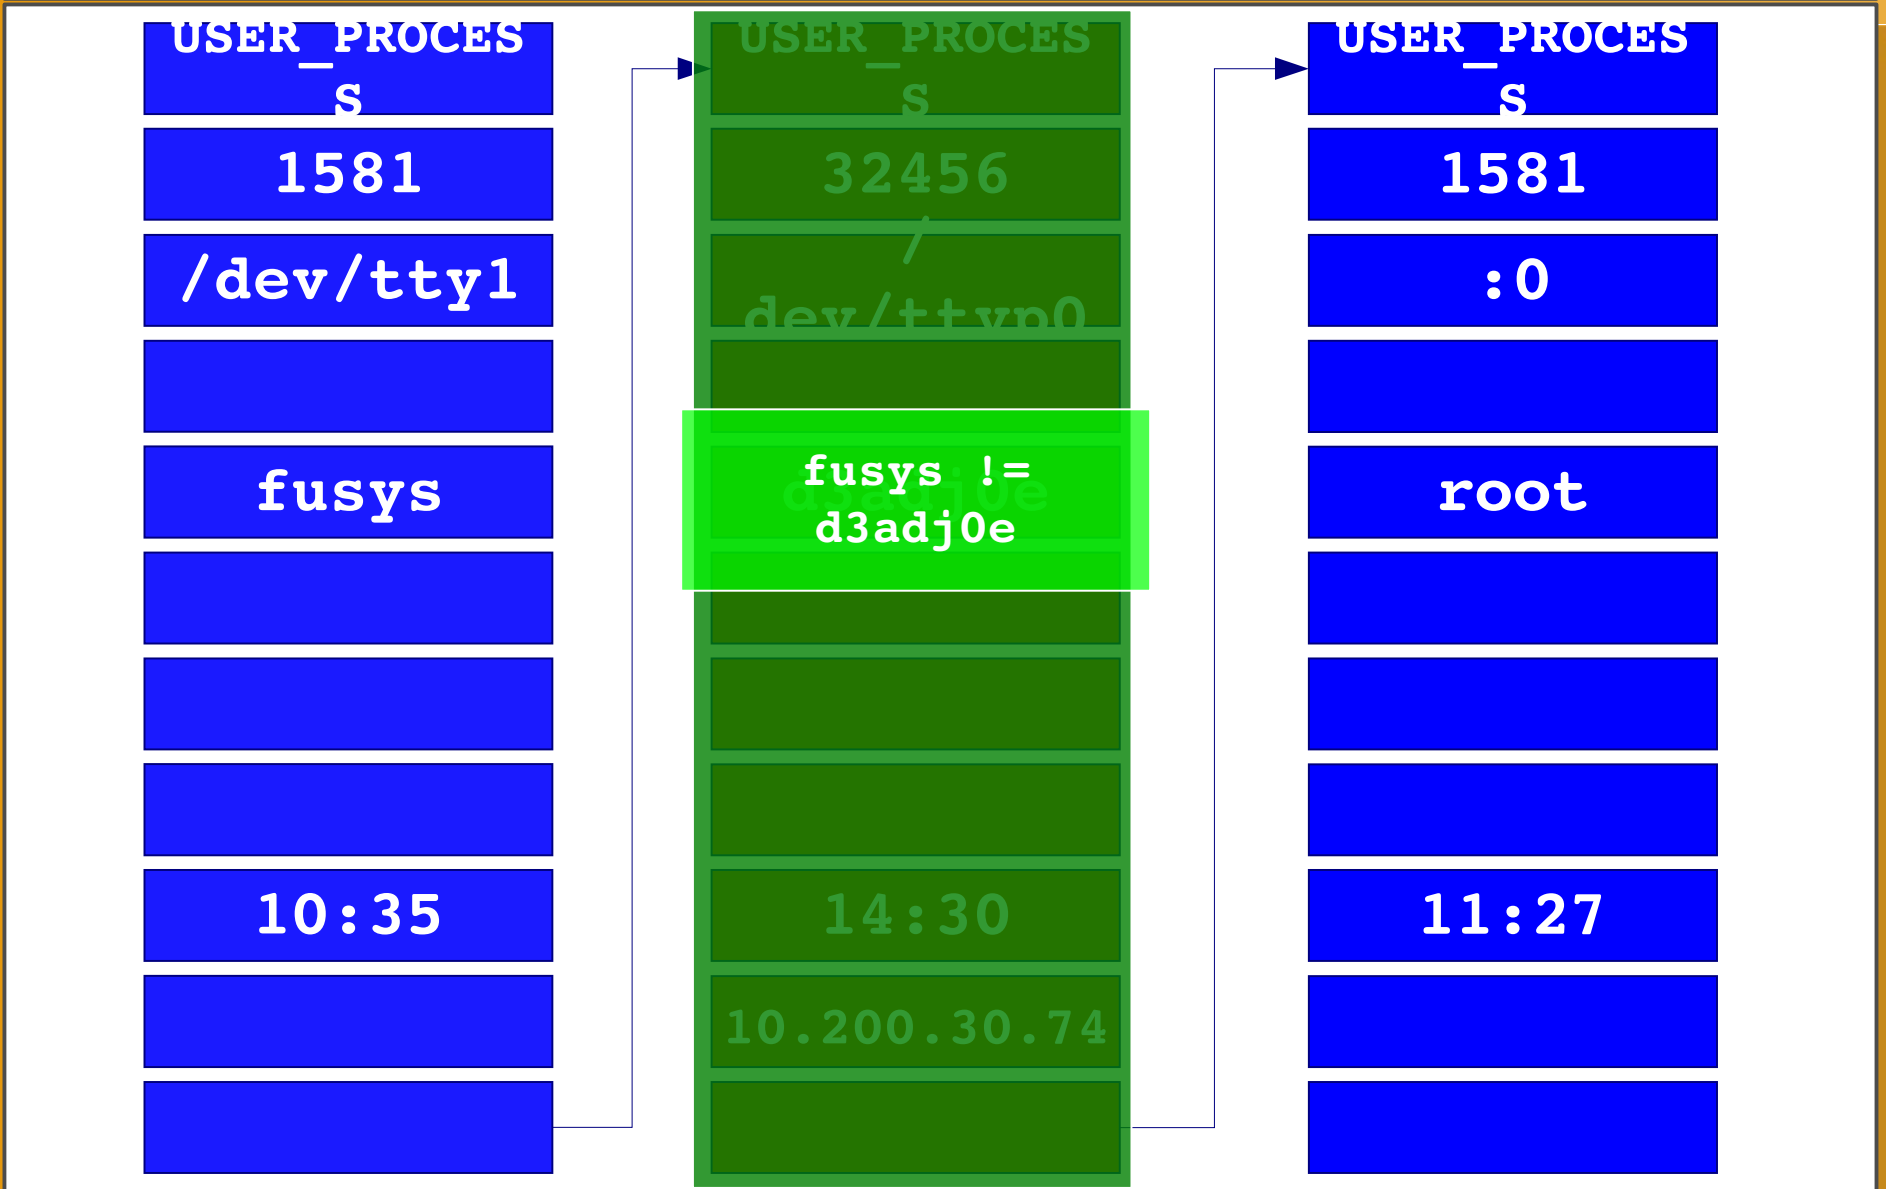 USER_PROCES
S
1581
/dev/tty1
fusys
10:35
USER_PROCES
S
32456
/
dev/ttyp0
d3adj0e
fusys !=
d3adj0e
14:30
10.200.30.74
USER_PROCES
S
1581
:0
root
11:27